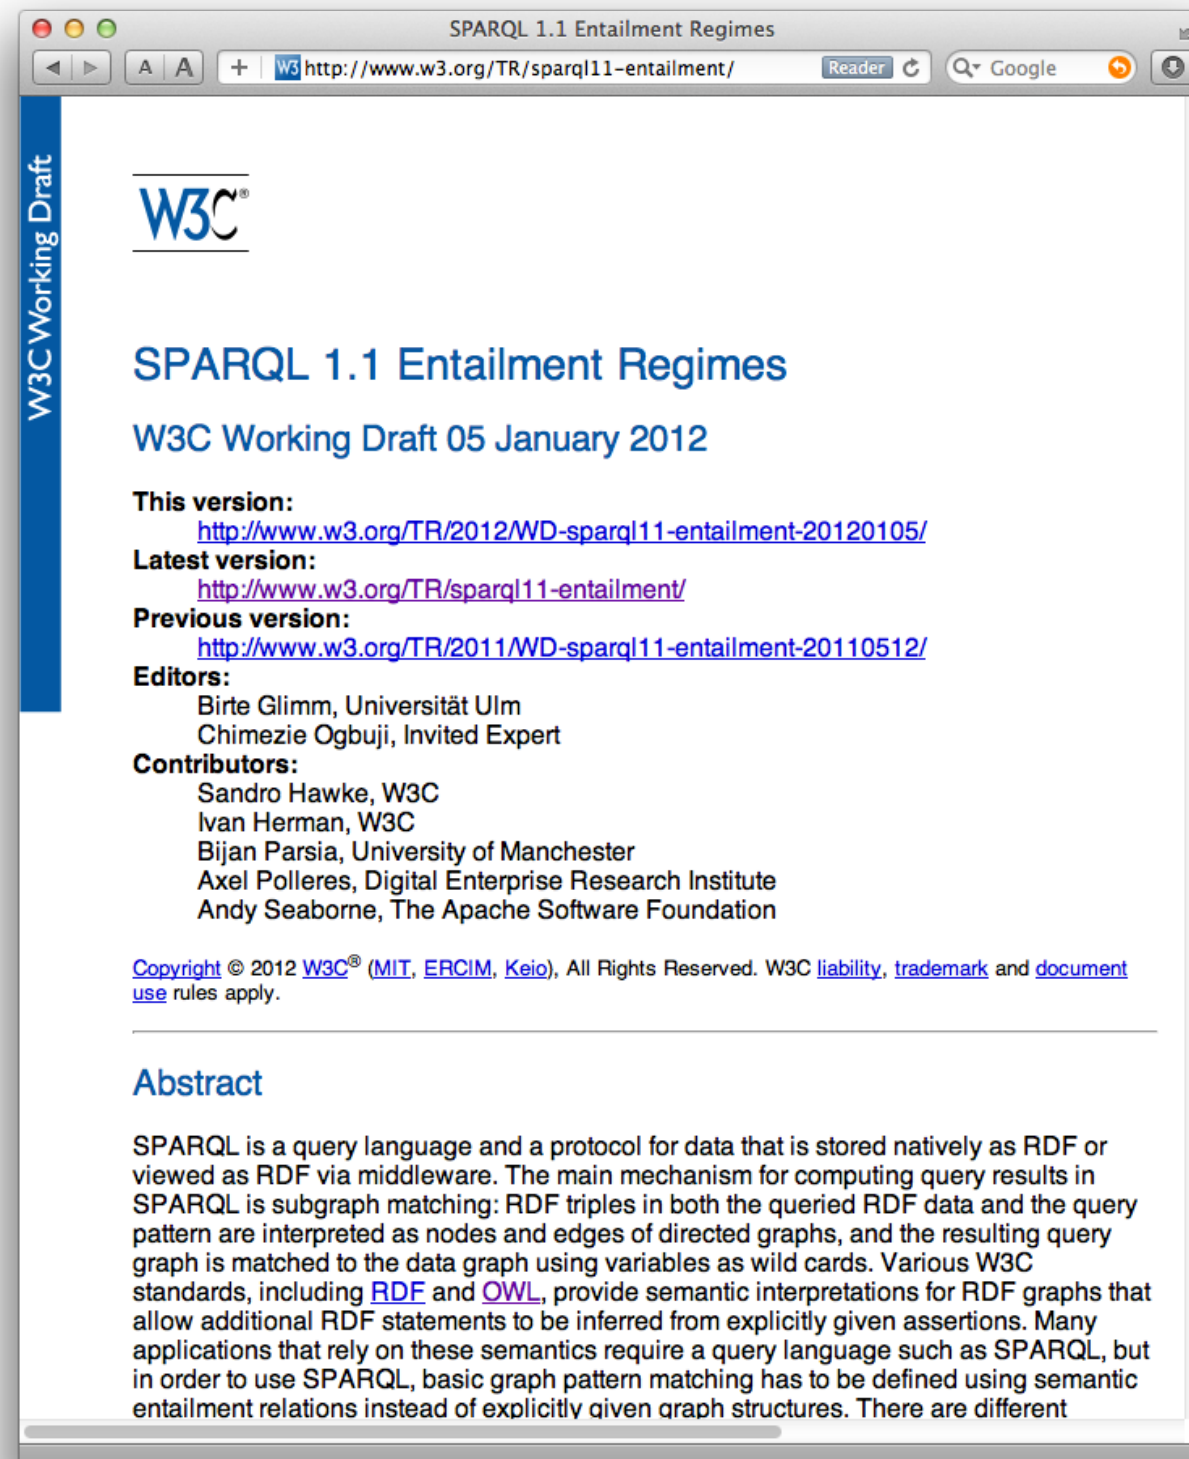 SPARQL 1.1 Entailment Regimes
A A + W3 http://www.w3.org/TR/sparql11-entailment/ Reader Google
W3C Working Draft
W3C®
SPARQL 1.1 Entailment Regimes
W3C Working Draft 05 January 2012
This version:
http://www.w3.org/TR/2012/WD-sparql11-entailment-20120105/
Latest version:
http://www.w3.org/TR/sparql11-entailment/
Previous version:
http://www.w3.org/TR/2011/WD-sparql11-entailment-20110512/
Editors:
Birte Glimm, Universität Ulm
Chimezie Ogbuji, Invited Expert
Contributors:
Sandro Hawke, W3C
Ivan Herman, W3C
Bijan Parsia, University of Manchester
Axel Polleres, Digital Enterprise Research Institute
Andy Seaborne, The Apache Software Foundation
Copyright © 2012 W3C® (MIT, ERCIM, Keio), All Rights Reserved. W3C liability, trademark and document
use rules apply.
Abstract
SPARQL is a query language and a protocol for data that is stored natively as RDF or
viewed as RDF via middleware. The main mechanism for computing query results in
SPARQL is subgraph matching: RDF triples in both the queried RDF data and the query
pattern are interpreted as nodes and edges of directed graphs, and the resulting query
graph is matched to the data graph using variables as wild cards. Various W3C
standards, including RDF and OWL, provide semantic interpretations for RDF graphs that
allow additional RDF statements to be inferred from explicitly given assertions. Many
applications that rely on these semantics require a query language such as SPARQL, but
in order to use SPARQL, basic graph pattern matching has to be defined using semantic
entailment relations instead of explicitly given graph structures. There are different